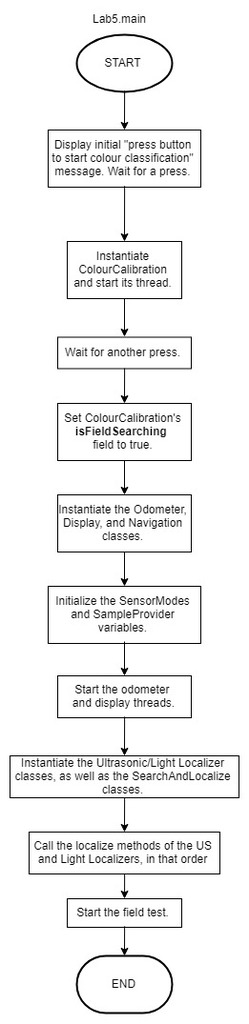 Lab5.main
START
Display initial "press button
to start colour classification"
message. Wait for a press.
Instantiate
ColourCalibration
and start its thread.
Wait for another press.
Set ColourCalibration's
isFieldSearching
field to true.
Instantiate the Odometer,
Display, and Navigation
classes.
Initialize the SensorModes
and SampleProvider
variables.
Start the odometer
and display threads.
Instantiate the Ultrasonic/Light Localizer
classes, as well as the SearchAndLocalize
classes.
Call the localize methods of the US
and Light Localizers, in that order
Start the field test.
END